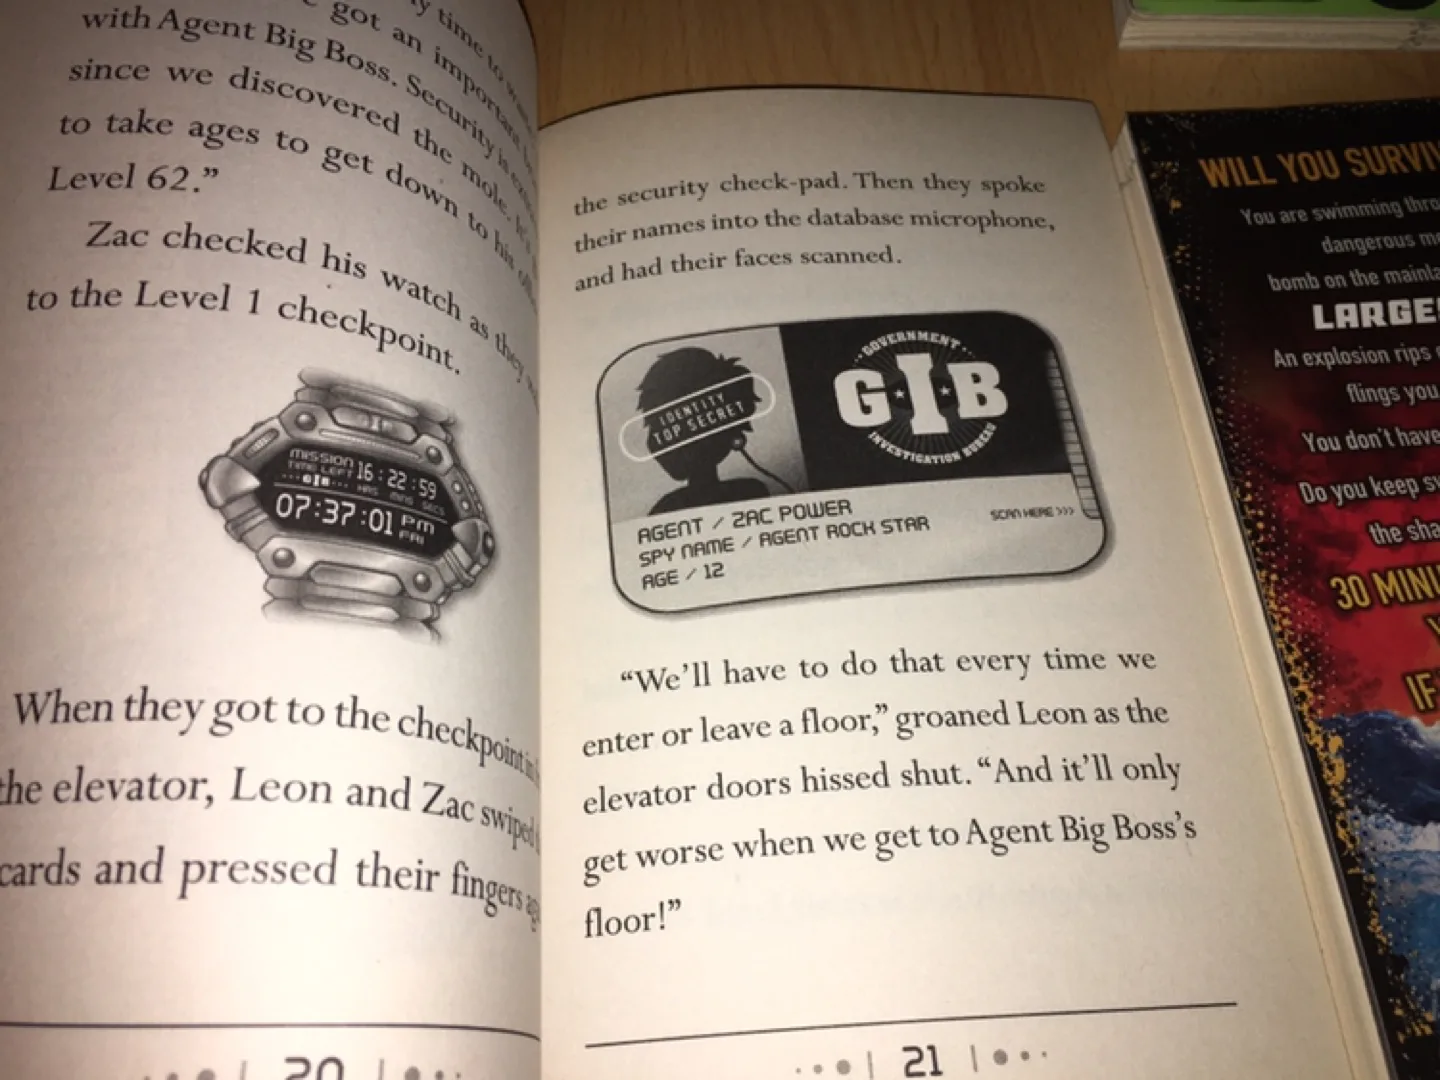 y time to
got an important
with Agent Big Boss. Security is
since we discovered the mole. It's
to take ages to get down to his
Level 62.”
Zac checked his watch as they
to the Level 1 checkpoint.
MISSION
TIME LEFT
16:22:59
HRS MINS SECS
GIB
07:37:01 PM
FRI
When they got to the checkpoint in
the elevator, Leon and Zac swiped
cards and pressed their fingers
20
the security check-pad. Then they spoke
their names into the database microphone,
and had their faces scanned.
IDENTITY
TOP SECRET
GOVERNMENT
G·I·B
INVESTIGATION BUREAU
AGENT / ZAC POWER
SPY NAME / AGENT ROCK STAR
AGE / 12
SCAN HERE >>>
“We’ll have to do that every time we
enter or leave a floor,” groaned Leon as the
elevator doors hissed shut. “And it’ll only
get worse when we get to Agent Big Boss’s
floor!”
21
WILL YOU
You are swimming
dangerous
bomb on the
An explosion rips
flings you
You don't have
Do you keep
the
30
IF